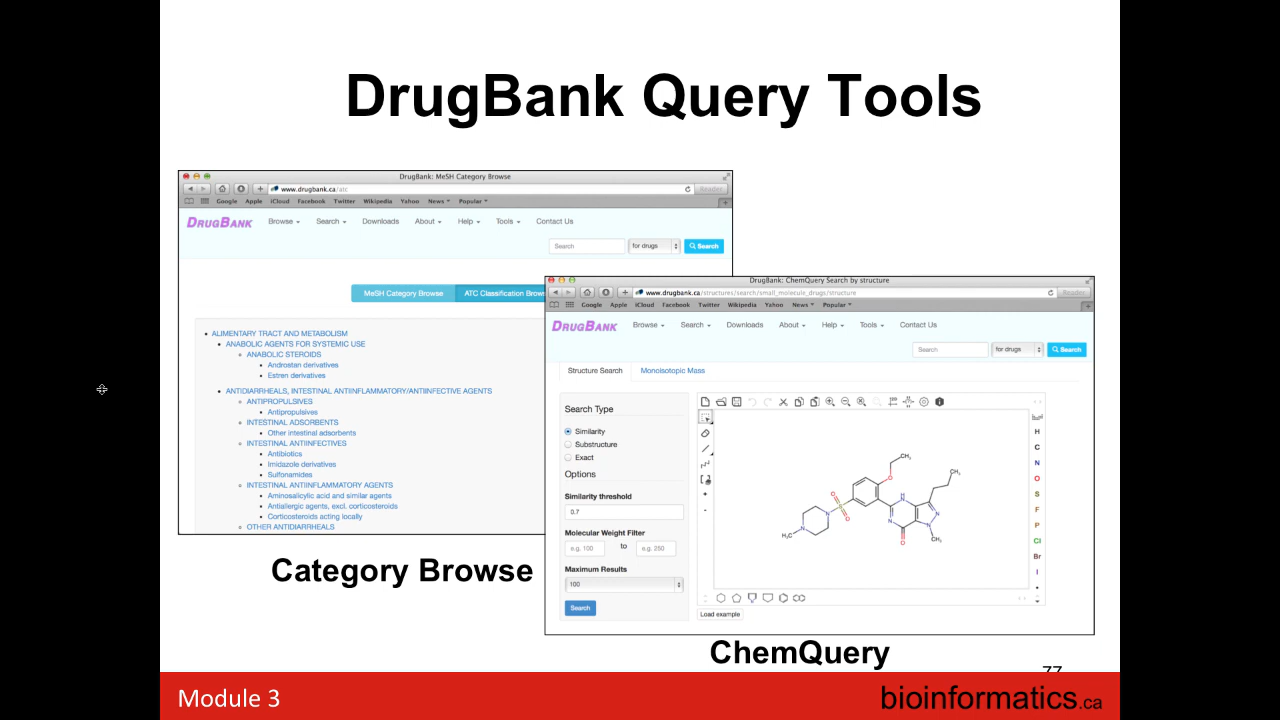 DrugBank Query Tools
DrugBank: MeSH Category Browse
www.drugbank.ca/atc
Reader
Google Apple iCloud Facebook Twitter Wikipedia Yahoo News Popular
DRUGBANK Browse Search Downloads About Help Tools Contact Us
Search for drugs Search
MeSH Category Browse ATC Classification Brows
ALIMENTARY TRACT AND METABOLISM
ANABOLIC AGENTS FOR SYSTEMIC USE
ANABOLIC STEROIDS
Androstan derivatives
Estren derivatives
ANTIDIARRHEALS, INTESTINAL ANTIINFLAMMATORY/ANTIINFECTIVE AGENTS
ANTIPROPULSIVES
Antipropulsives
INTESTINAL ADSORBENTS
Other intestinal adsorbents
INTESTINAL ANTIINFECTIVES
Antibiotics
Imidazole derivatives
Sulfonamides
INTESTINAL ANTIINFLAMMATORY AGENTS
Aminosalicylic acid and similar agents
Antiallergic agents, excl. corticosteroids
Corticosteroids acting locally
OTHER ANTIDIARRHEALS
Category Browse
DrugBank: ChemQuery Search by structure
www.drugbank.ca/structures/search/small_molecule_drugs/structure
Reader
Google Apple iCloud Facebook Twitter Wikipedia Yahoo News Popular
DRUGBANK Browse Search Downloads About Help Tools Contact Us
Search for drugs Search
Structure Search Monoisotopic Mass
Search Type
Similarity
Substructure
Exact
Options
Similarity threshold
0.7
Molecular Weight Filter
e.g. 100 to e.g. 250
Maximum Results
100
Search
CH₃
O
CH₃
O
S
O
HN
N
N
H₃C
N
N
N
N
O
CH₃
H
C
N
O
S
F
P
Cl
Br
I
Load example
ChemQuery
77
Module 3
bioinformatics.ca